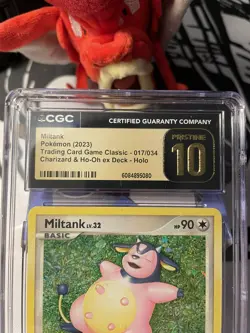 CGC CERTIFIED GUARANTY COMPANY
Miltank
Pokémon (2023)
Trading Card Game Classic - 017/034
Charizard & Ho-Oh ex Deck - Holo
6084895080
PRISTINE
10
Miltank LV.32 HP 90
BASIC